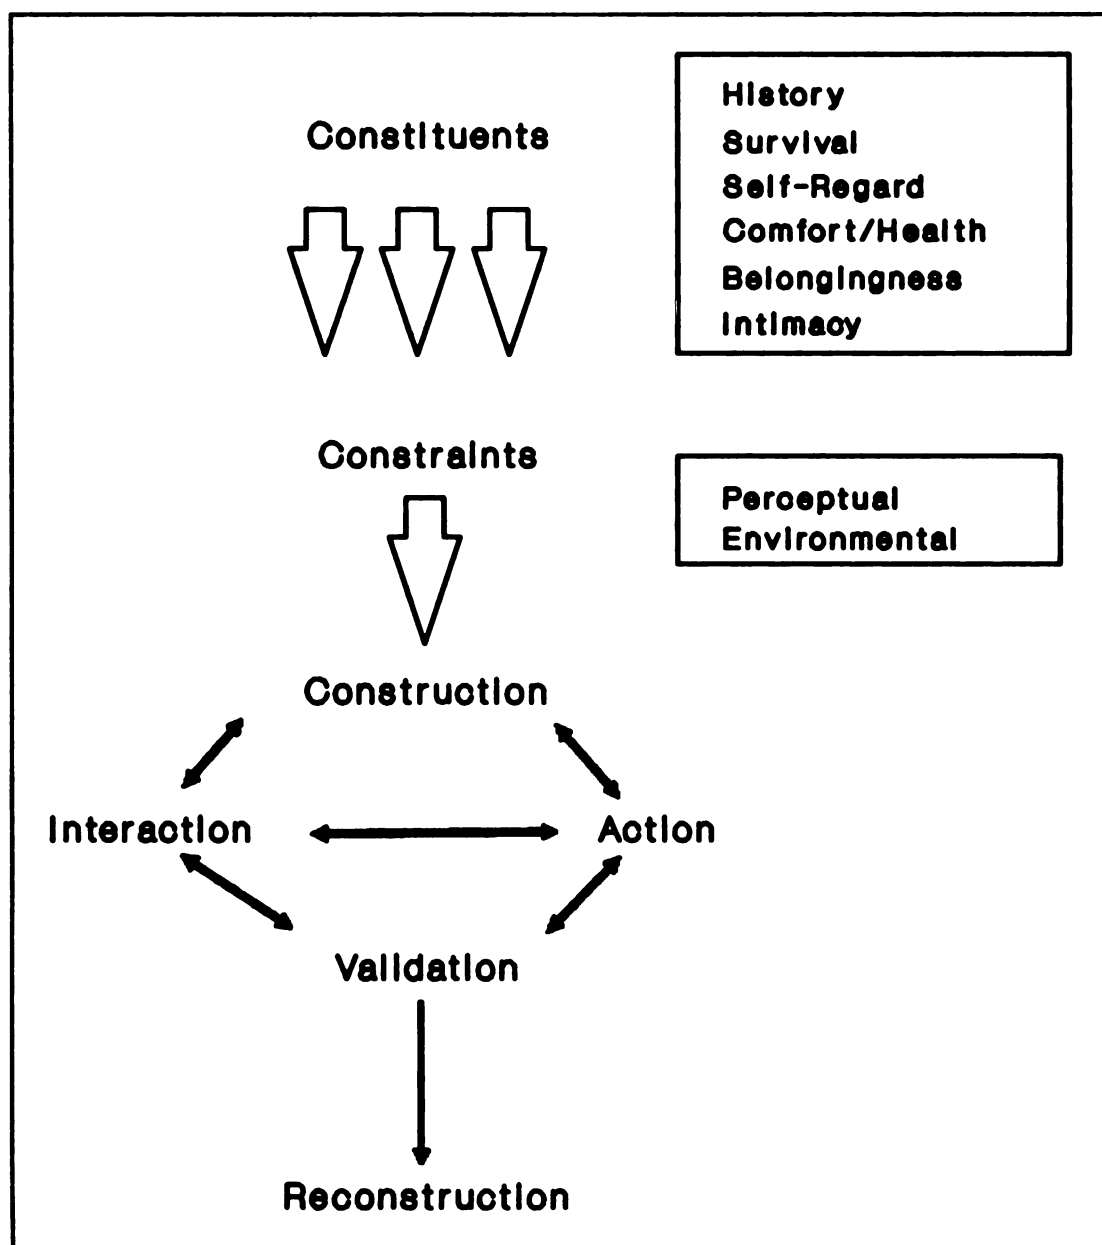 Constituents
History
Survival
Self-Regard
Comfort/Health
Belongingness
Intimacy
Constraints
Perceptual
Environmental
Construction
Interaction
Action
Validation
Reconstruction